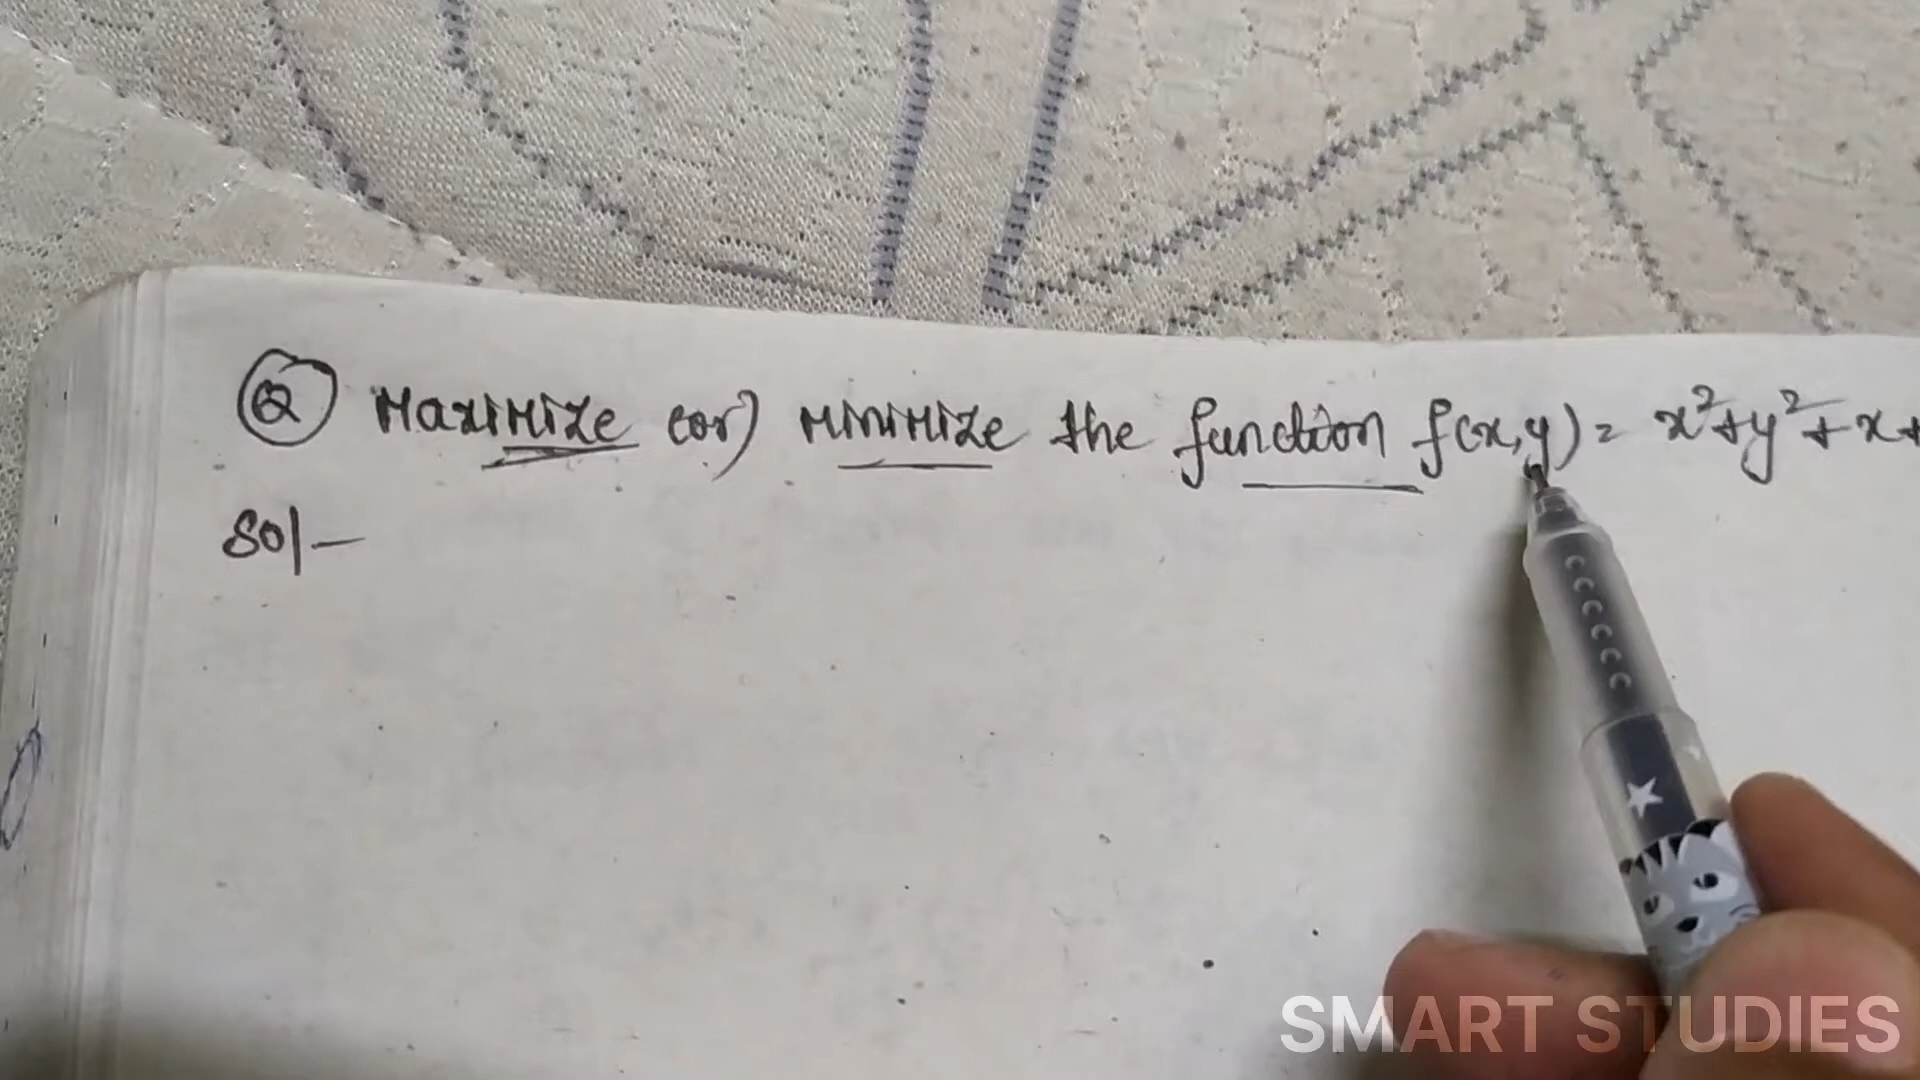 Q Maximize (or) minimize the function f(x,y) = x²+y²+x+
Sol-
SMART STUDIES